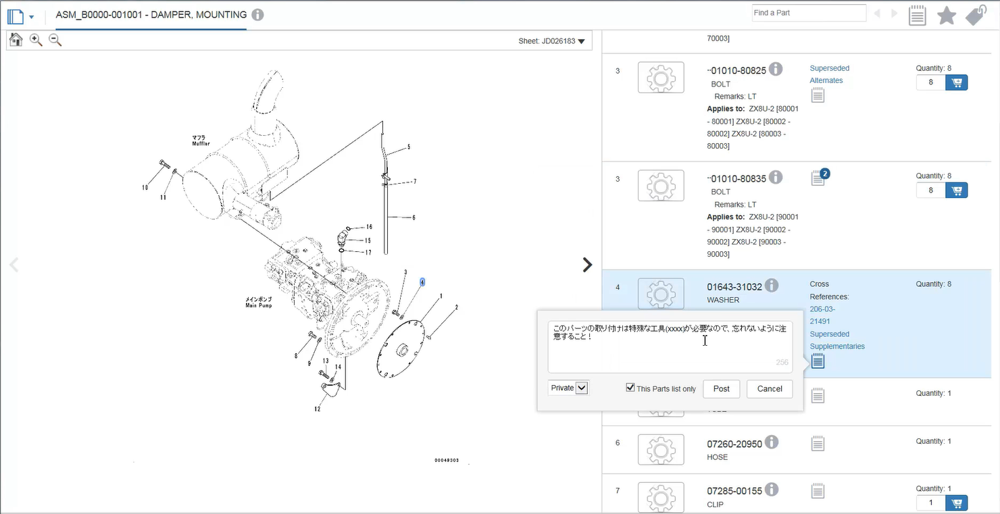 ASM_B0000-001001 - DAMPER, MOUNTING
Find a Part
Sheet: JD026183
マフラ
Muffler
10
11
5
7
6
16
15
17
3
4
1
2
メインポンプ
Main Pump
8
9
13
14
12
00048303
70003]
3
··01010-80825
BOLT
Remarks: LT
Applies to: ZX8U-2 [80001
- 80001] ZX8U-2 [80002 -
80002] ZX8U-2 [80003 -
80003]
Superseded
Alternates
Quantity: 8
8
3
··01010-80835
BOLT
Remarks: LT
Applies to: ZX8U-2 [90001
- 90001] ZX8U-2 [90002 -
90002] ZX8U-2 [90003 -
90003]
2
Quantity: 8
8
4
01643-31032
WASHER
Cross
References:
206-03-
21491
Superseded
Supplementaries
Quantity: 8
このパーツの取り付けは特殊な工具(xxxx)が必要なので、忘れないように注
意すること!
256
Private
This Parts list only
Post
Cancel
Quantity: 1
6
07260-20950
HOSE
Quantity: 1
7
07285-00155
CLIP
Quantity: 1
1